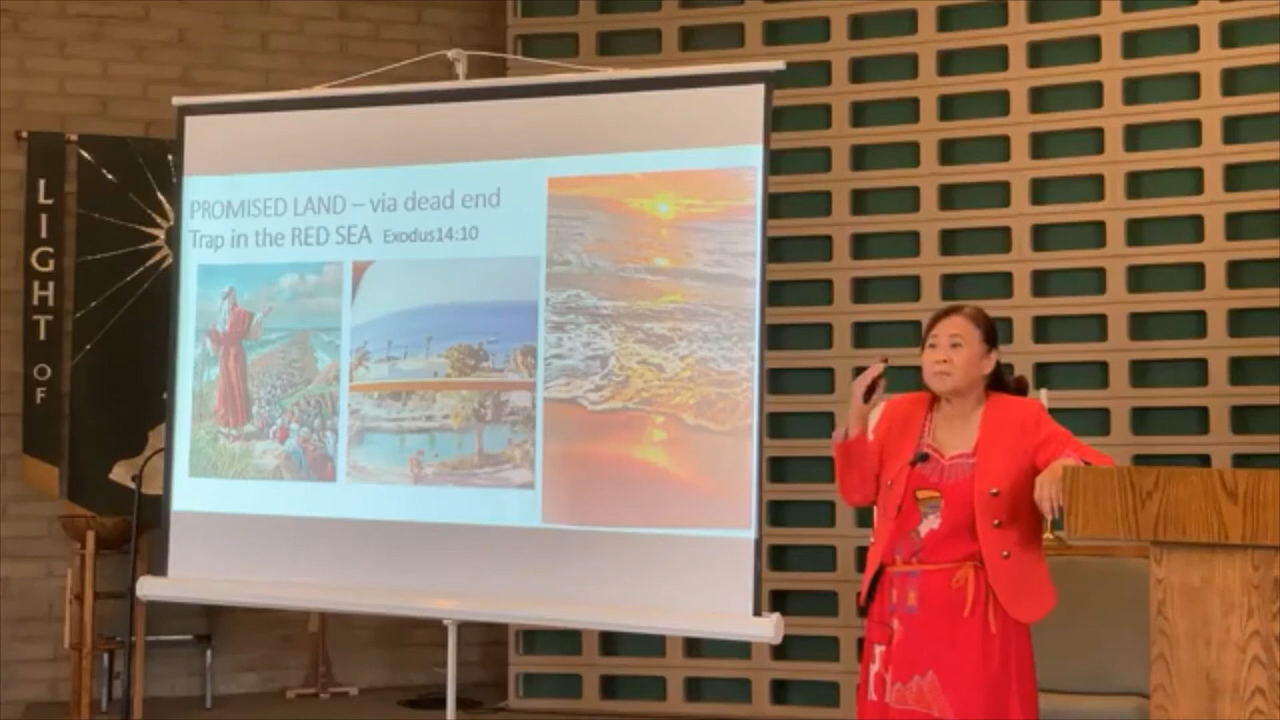 LIGHT OF
PROMISED LAND – via dead end
Trap in the RED SEA Exodus14:10